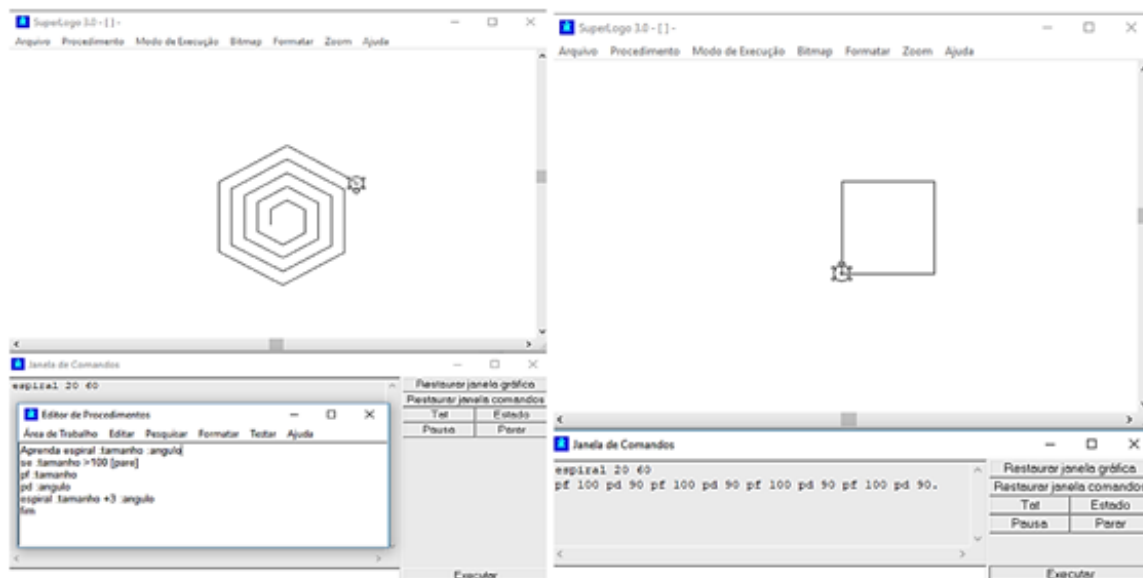 SuperLogo 3.0 - [ ] -
Arquivo Procedimento Modo de Execução Bitmap Formatar Zoom Ajuda
Janela de Comandos
espiral 20 60
Restaurar janela gráfica
Restaurar janela comandos
Tat Estado
Pausa Parar
Editor de Procedimentos
Área de Trabalho Editar Pesquisar Formatar Testar Ajuda
Aprenda espiral :tamanho :angulo
se :tamanho >100 [pare]
pf :tamanho
pd :angulo
espiral :tamanho +3 :angulo
fim
Executar
SuperLogo 3.0 - [ ] -
Arquivo Procedimento Modo de Execução Bitmap Formatar Zoom Ajuda
Janela de Comandos
espiral 20 60
pf 100 pd 90 pf 100 pd 90 pf 100 pd 90 pf 100 pd 90.
Restaurar janela gráfica
Restaurar janela comandos
Tat Estado
Pausa Parar
Executar